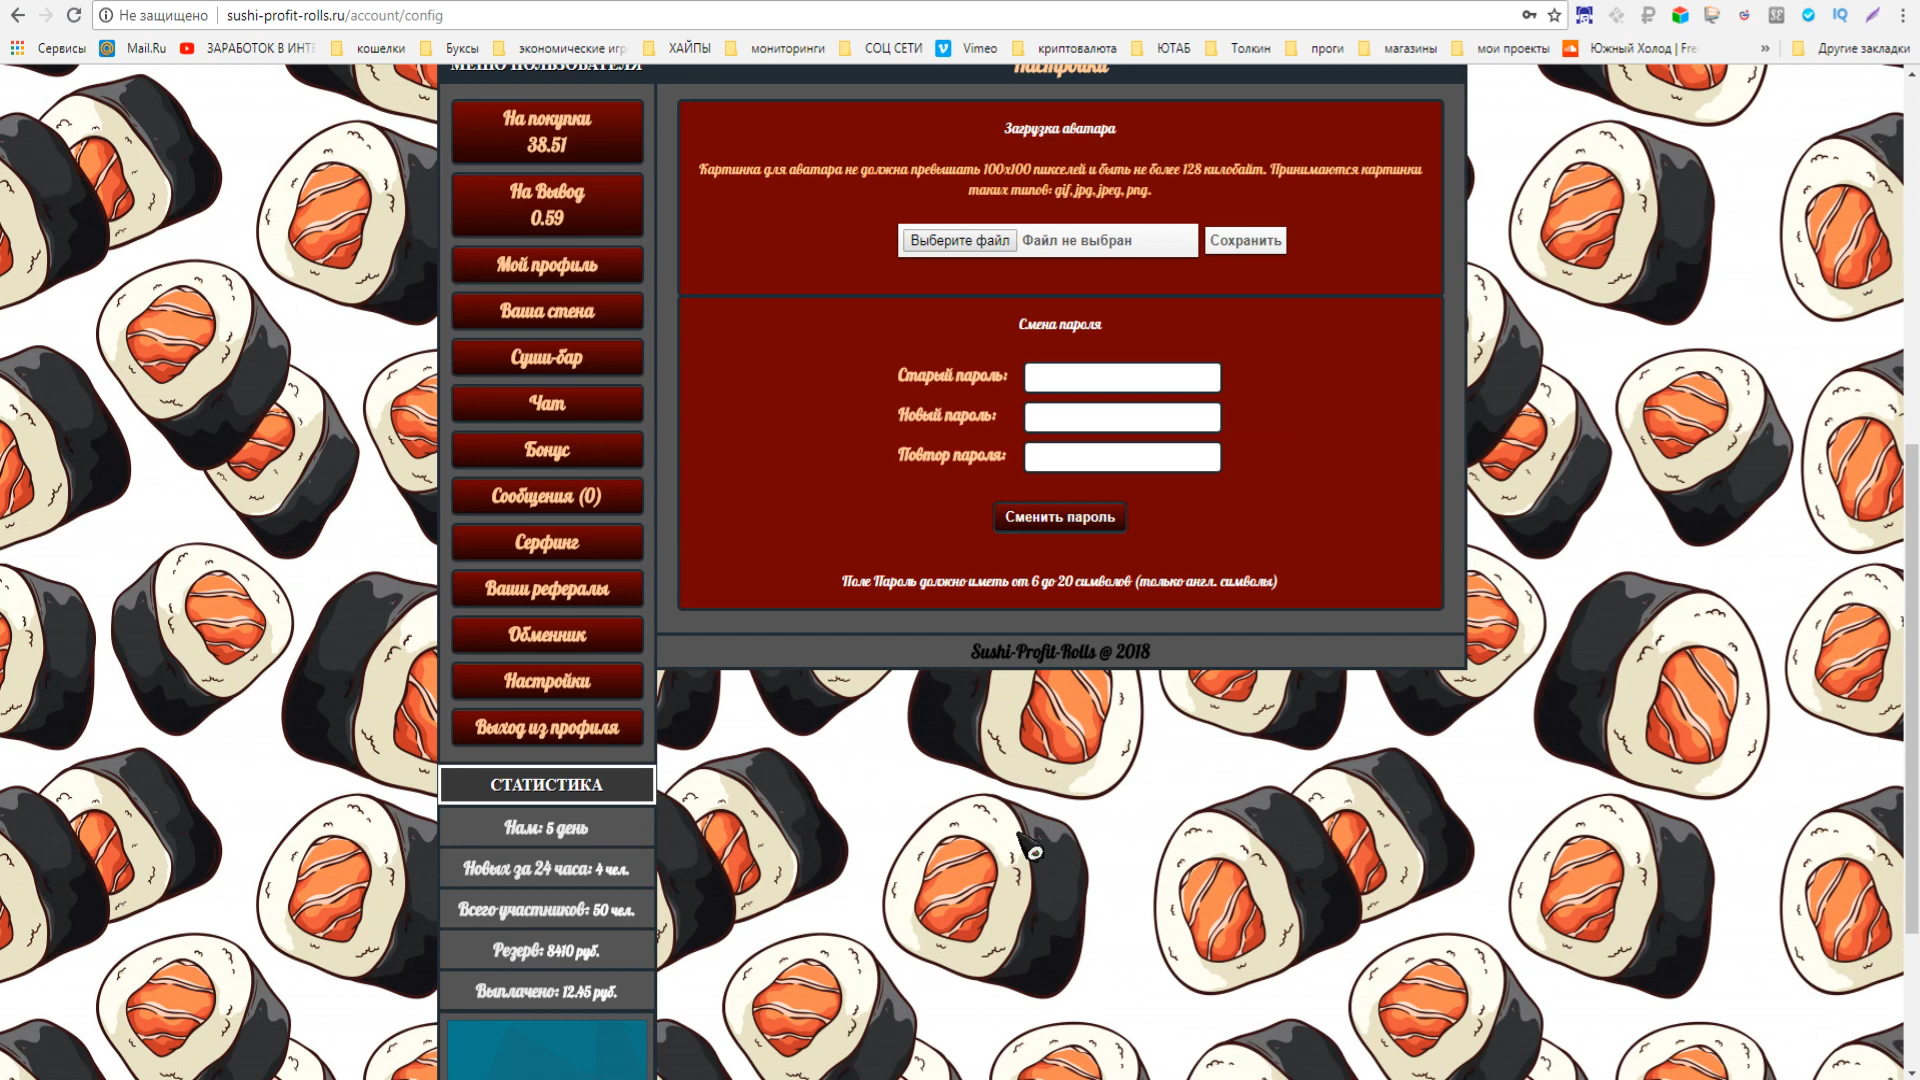 Не защищено
sushi-profit-rolls.ru/account/config
Сервисы
Mail.Ru
ЗАРАБОТОК В ИНТЕ
кошелки
Буксы
экономические игр
ХАЙПЫ
мониторинги
СОЦ СЕТИ
Vimeo
криптовалюта
ЮТАБ
Толкин
проги
магазины
мои проекты
Южный Холод | Fre
»
Другие закладки
МЕНЮ ПОЛЬЗОВАТЕЛЯ
Настройки
На покупки
38.51
На Вывод
0.59
Мой профиль
Ваша стена
Суши-бар
Чат
Бонус
Сообщения (0)
Серфинг
Ваши рефералы
Обменник
Настройки
Выход из профиля
СТАТИСТИКА
Нам: 5 день
Новых за 24 часа: 4 чел.
Всего участников: 50 чел.
Резерв: 8410 руб.
Выплачено: 12.45 руб.
Загрузка аватара
Картинка для аватара не должна превышать 100x100 пикселей и быть не более 128 килобайт. Принимаются картинки
таких типов: gif, jpg, jpeg, png.
Выберите файл Файл не выбран
Сохранить
Смена пароля
Старый пароль:
Новый пароль:
Повтор пароля:
Сменить пароль
Поле Пароль должно иметь от 6 до 20 символов (только англ. символы)
Sushi-Profit-Rolls @ 2018